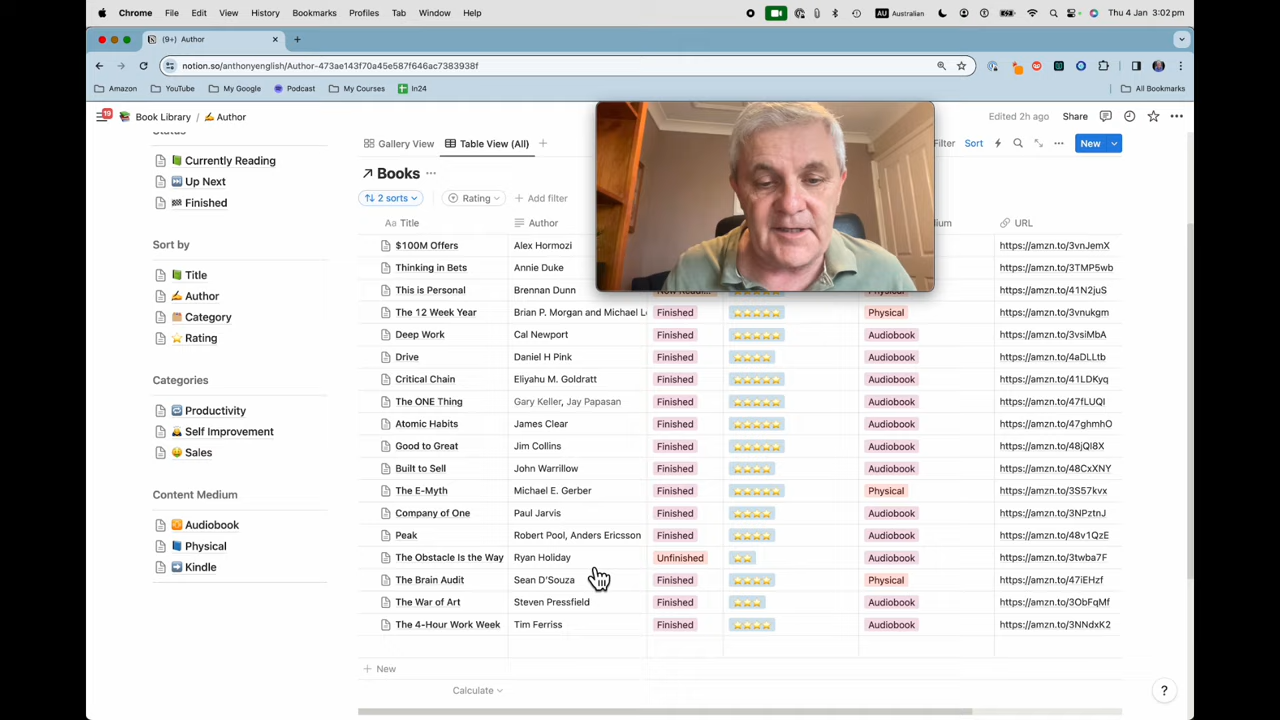 Chrome File Edit View History Bookmarks Profiles Tab Window Help AU Australian Thu 4 Jan 3:02 pm
(9+) Author
notion.so/anthonyenglish/Author-473ae143f70a45e587f646ac7383938f
Amazon YouTube My Google Podcast My Courses In24 All Bookmarks
19 Book Library / Author Edited 2h ago Share
Status
Currently Reading
Up Next
Finished
Sort by
Title
Author
Category
Rating
Categories
Productivity
Self Improvement
Sales
Content Medium
Audiobook
Physical
Kindle
Gallery View Table View (All) Filter Sort New
Books
2 sorts Rating Add filter
Aa Title Author URL
$100M Offers Alex Hormozi https://amzn.to/3vnJemX
Thinking in Bets Annie Duke https://amzn.to/3TMP5wb
This is Personal Brennan Dunn Now Readi... Physical https://amzn.to/41N2juS
The 12 Week Year Brian P. Morgan and Michael Le Finished Physical https://amzn.to/3vnukgm
Deep Work Cal Newport Finished Audiobook https://amzn.to/3vsiMbA
Drive Daniel H Pink Finished Audiobook https://amzn.to/4aDLLtb
Critical Chain Eliyahu M. Goldratt Finished Audiobook https://amzn.to/41LDKyq
The ONE Thing Gary Keller, Jay Papasan Finished Audiobook https://amzn.to/47fLUQI
Atomic Habits James Clear Finished Audiobook https://amzn.to/47ghmhO
Good to Great Jim Collins Finished Audiobook https://amzn.to/48jQI8X
Built to Sell John Warrillow Finished Audiobook https://amzn.to/48CxXNY
The E-Myth Michael E. Gerber Finished Physical https://amzn.to/3S57kvx
Company of One Paul Jarvis Finished Audiobook https://amzn.to/3NPztnJ
Peak Robert Pool, Anders Ericsson Finished Audiobook https://amzn.to/48v1QzE
The Obstacle Is the Way Ryan Holiday Unfinished Audiobook https://amzn.to/3twba7F
The Brain Audit Sean D'Souza Finished Physical https://amzn.to/47iEHzf
The War of Art Steven Pressfield Finished Audiobook https://amzn.to/3ObFqMf
The 4-Hour Work Week Tim Ferriss Finished Audiobook https://amzn.to/3NNdxK2
New
Calculate
?